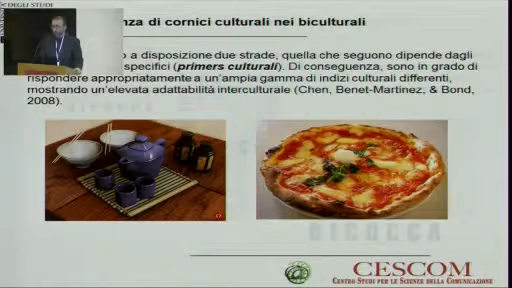 DEGLI STUDI
nza di cornici culturali nei biculturali
o a disposizione due strade, quella che seguono dipende dagli
specifici (primers culturali). Di conseguenza, sono in grado di
rispondere appropriatamente a un'ampia gamma di indizi culturali differenti,
mostrando un'elevata adattabilità interculturale (Chen, Benet-Martinez, & Bond,
2008).
BICOCCA
CESCOM
CENTRO STUDI PER LE SCIENZE DELLA COMUNICAZIONE